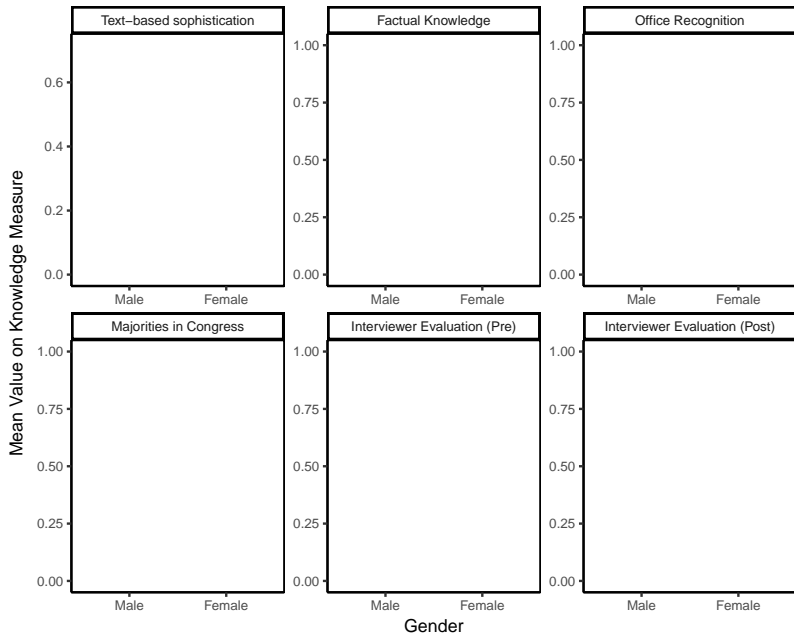 Text−based sophistication
Factual Knowledge
Office Recognition
Mean Value on Knowledge Measure
0.6
0.4
0.2
0.0
1.00
0.75
0.50
0.25
0.00
1.00
0.75
0.50
0.25
0.00
Male Female
Male Female
Male Female
Majorities in Congress
Interviewer Evaluation (Pre)
Interviewer Evaluation (Post)
1.00
0.75
0.50
0.25
0.00
1.00
0.75
0.50
0.25
0.00
1.00
0.75
0.50
0.25
0.00
Male Female
Male Female
Male Female
Gender